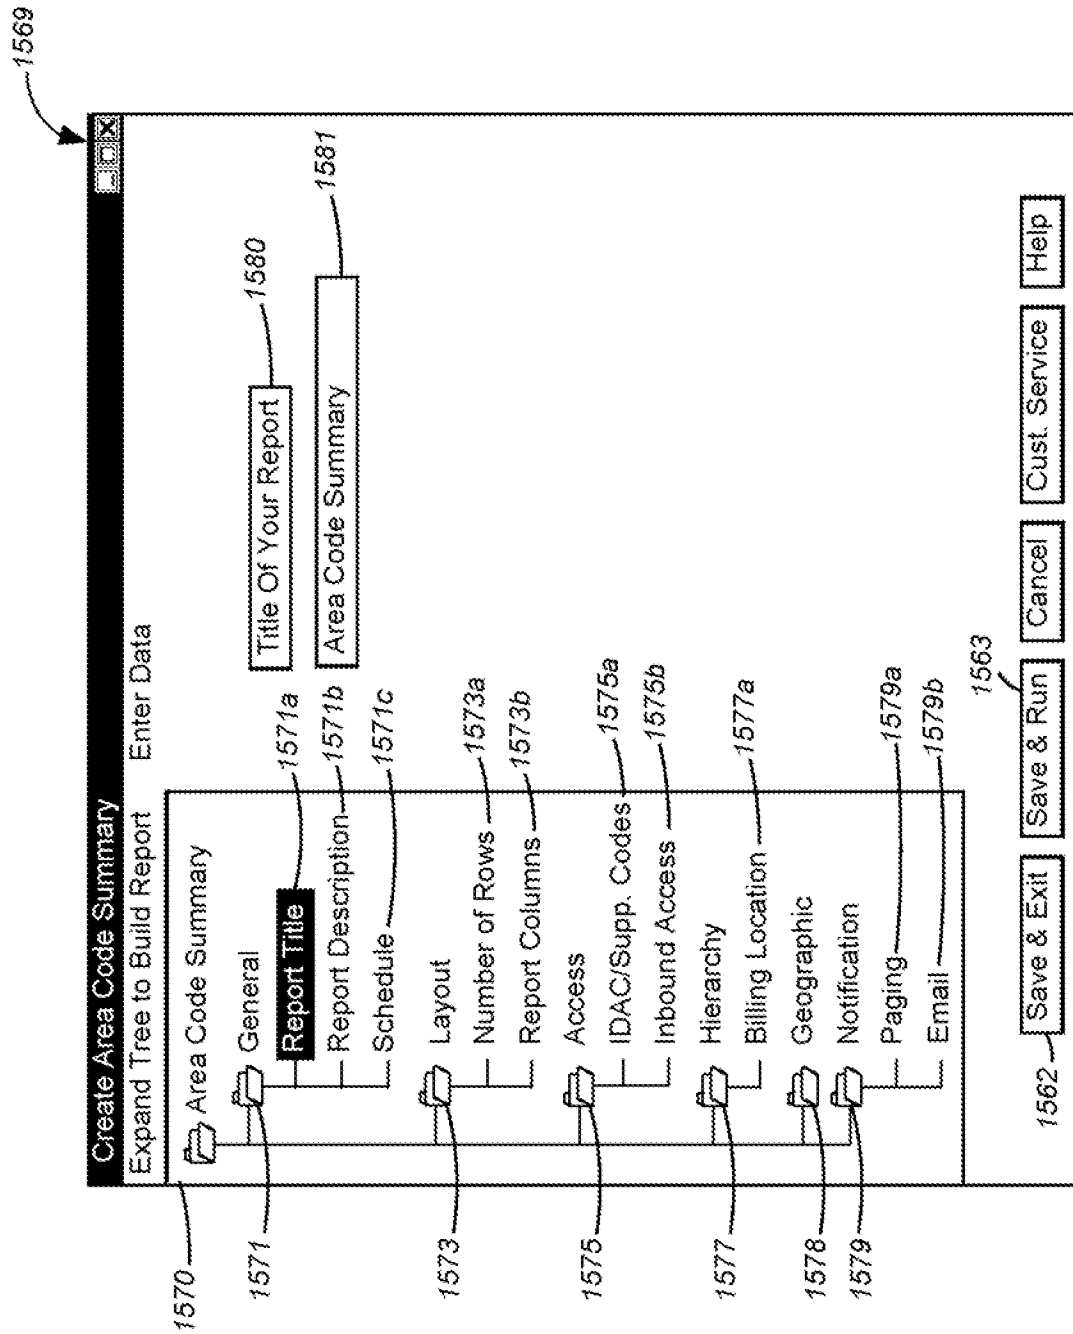 1569
Create Area Code Summary
Expand Tree to Build Report
Enter Data
1570
Area Code Summary
1571
General
Report Title
1571a
Report Description
1571b
Schedule
1571c
Title Of Your Report
1580
Area Code Summary
1581
1573
Layout
Number of Rows
1573a
Report Columns
1573b
1575
Access
IDAC/Supp. Codes
1575a
Inbound Access
1575b
1577
Hierarchy
Billing Location
1577a
1578
Geographic
1579
Notification
Paging
1579a
Email
1579b
1562
Save & Exit
1563
Save & Run
Cancel
Cust. Service
Help